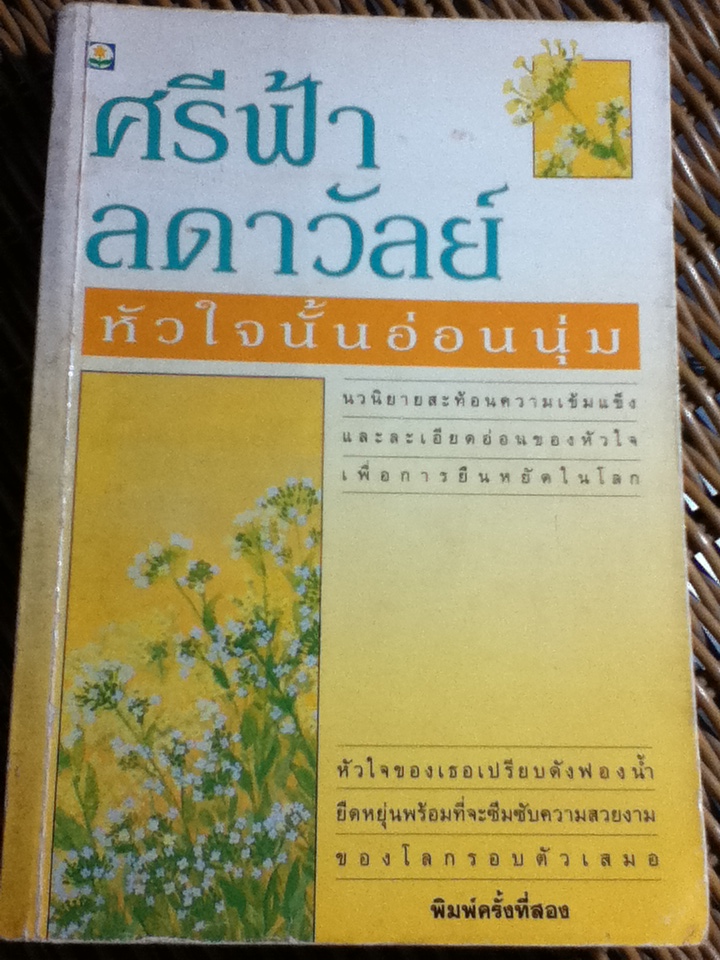 ศรีฟ้า
ลดาวัลย์
หัวใจนั้นอ่อนนุ่ม
นวนิยายสะท้อนความเข้มแข็ง
และละเอียดอ่อนของหัวใจ
เพื่อการยืนหยัดในโลก
หัวใจของเธอเปรียบดังฟองน้ำ
ยืดหยุ่นพร้อมที่จะซึมซับความสวยงาม
ของโลกรอบตัวเสมอ
พิมพ์ครั้งที่สอง